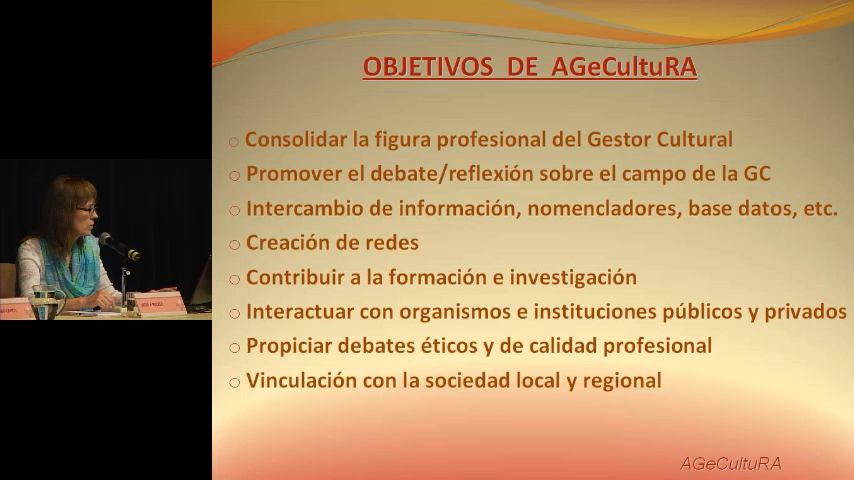 OBJETIVOS DE AGeCultuRA
Consolidar la figura profesional del Gestor Cultural
Promover el debate/reflexión sobre el campo de la GC
Intercambio de información, nomencladores, base datos, etc.
Creación de redes
Contribuir a la formación e investigación
Interactuar con organismos e instituciones públicos y privados
Propiciar debates éticos y de calidad profesional
Vinculación con la sociedad local y regional
AGeCultuRA